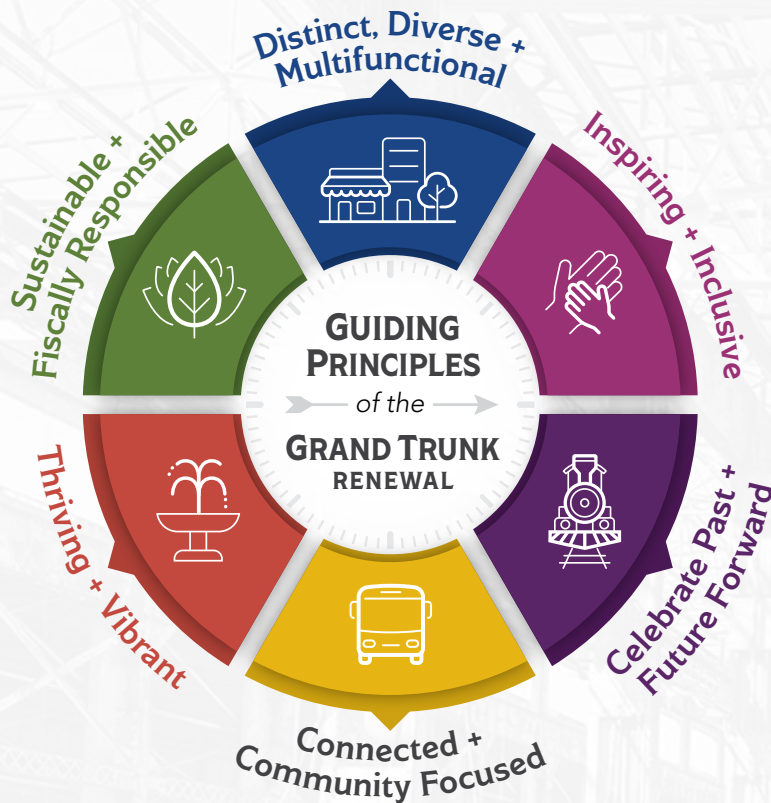 Distinct, Diverse +
Multifunctional
Inspiring + Inclusive
Celebrate Past +
Future Forward
Connected +
Community Focused
Thriving + Vibrant
Sustainable +
Fiscally Responsible
GUIDING
PRINCIPLES
of the
GRAND TRUNK
RENEWAL